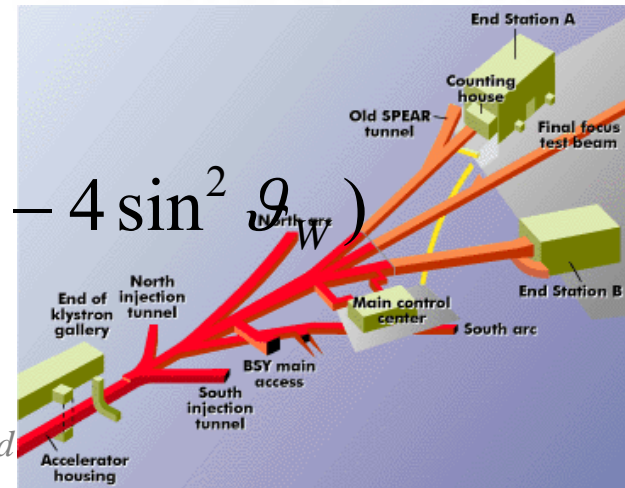 End Station A
Counting
house
Old SPEAR
tunnel
Final focus
test beam
− 4 sin² ϑ_W )
North arc
North
injection
tunnel
End of
klystron
gallery
End Station B
Main control
center
South arc
BSY main
access
South
injection
tunnel
d
Accelerator
housing